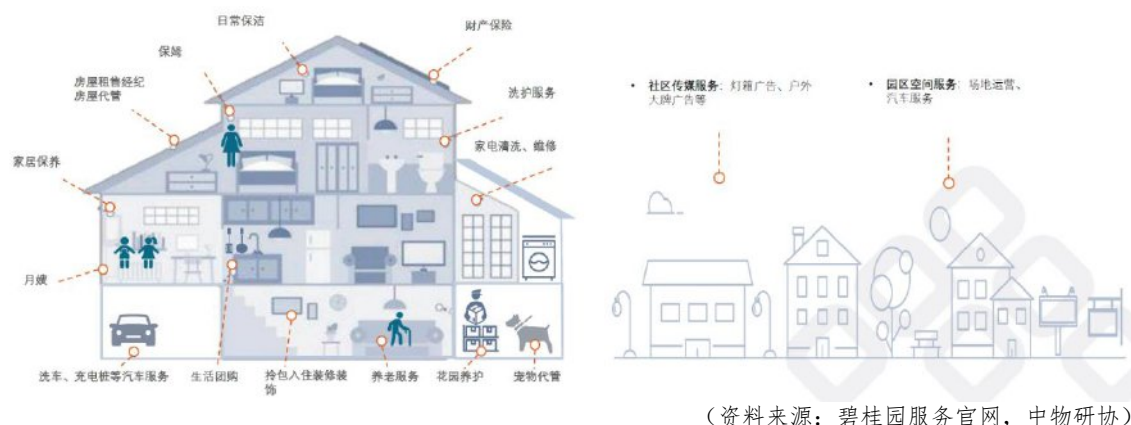 日常保洁
财产保险
保姆
房屋租售经纪
房屋代管
洗护服务
家电清洗、维修
家居保养
月嫂
洗车、充电桩等汽车服务
生活团购
拎包入住装修装
饰
养老服务
花园养护
宠物代管
• 社区传媒服务：灯箱广告、户外
大牌广告等
• 园区空间服务：场地运营、
汽车服务
（资料来源：碧桂园服务官网，中物研协）